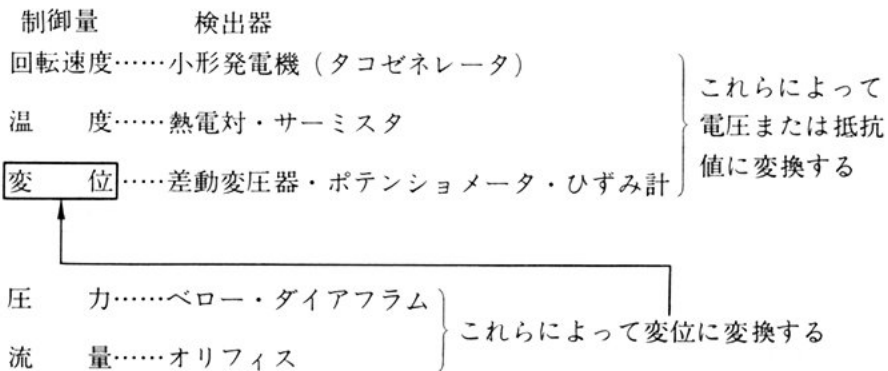 制御量　検出器
回転速度……小形発電機（タコゼネレータ）
温度……熱電対・サーミスタ
変位……差動変圧器・ポテンショメータ・ひずみ計
これらによって
電圧または抵抗
値に変換する
圧力……ベロー・ダイアフラム
流量……オリフィス
これらによって変位に変換する